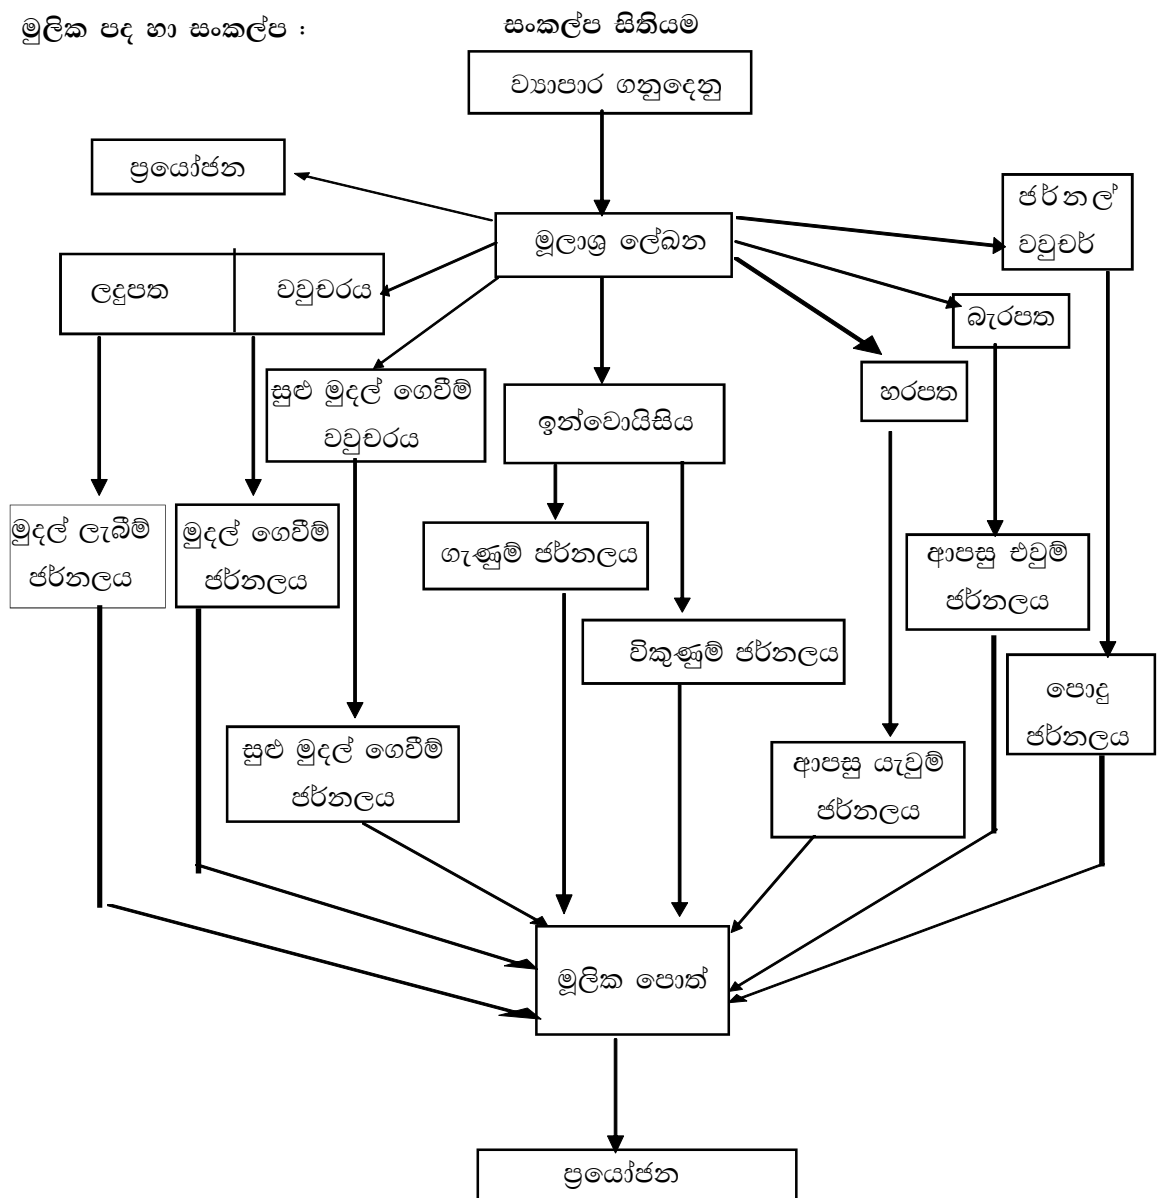 මුලික පද හා සංකල්ප :
සංකල්ප සිතියම
ව්‍යාපාර ගනුදෙනු
ප්‍රයෝජන
ජර්නල්
වවුචර්
මූලාශ්‍ර ලේඛන
ලදුපත
වවුචරය
බැරපත
සුළු මුදල් ගෙවීම්
වවුචරය
ඉන්වොයිසිය
හරපත
මුදල් ලැබීම්
ජර්නලය
මුදල් ගෙවීම්
ජර්නලය
ගැණුම් ජර්නලය
ආපසු එවුම්
ජර්නලය
විකුණුම් ජර්නලය
පොදු
ජර්නලය
සුළු මුදල් ගෙවීම්
ජර්නලය
ආපසු යැවුම්
ජර්නලය
මූලික පොත්
ප්‍රයෝජන